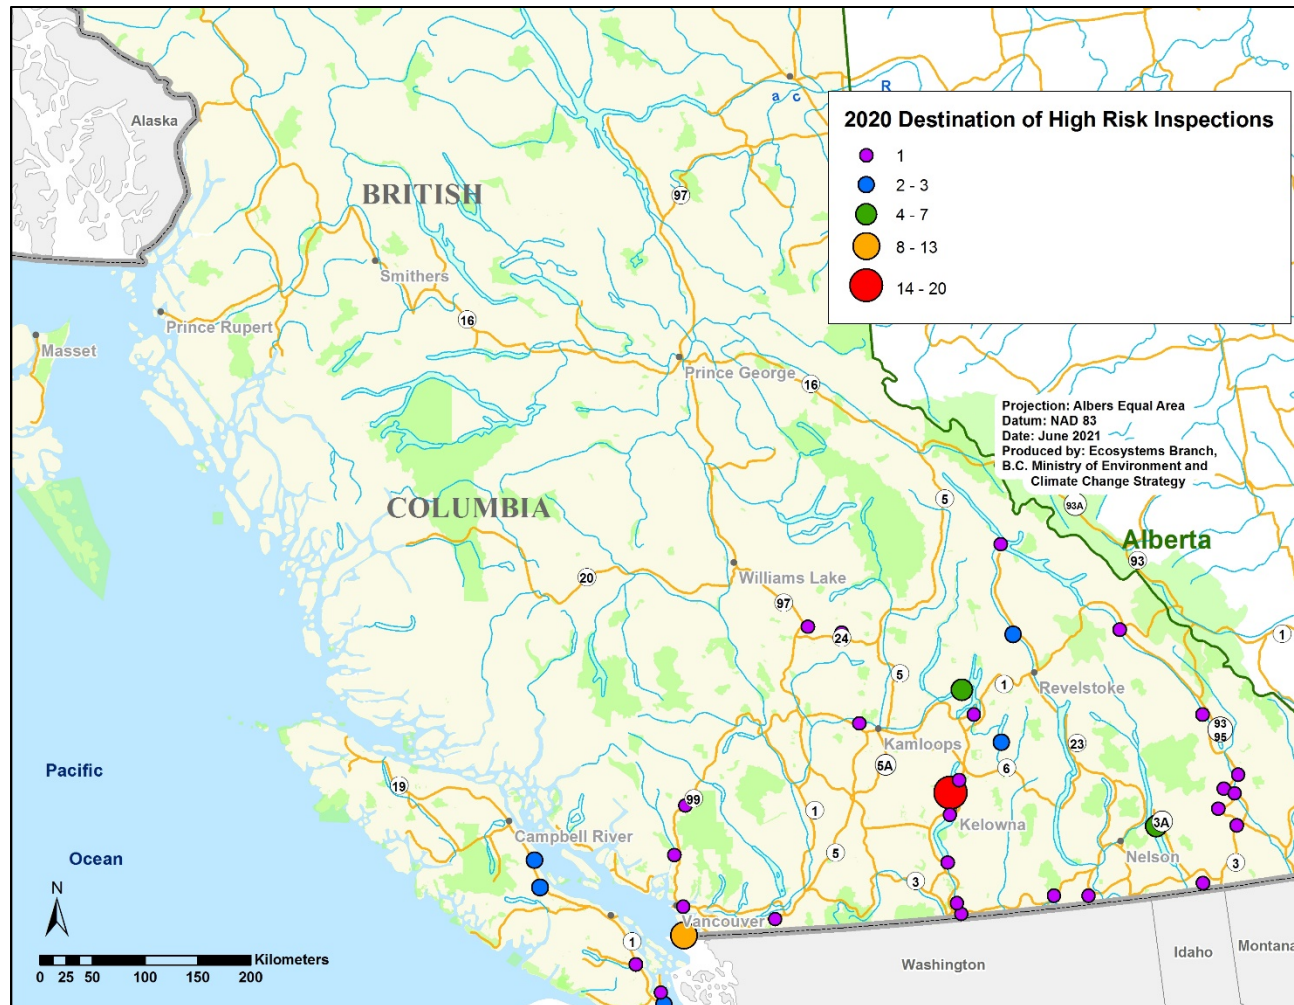 Alaska
a c
R
2020 Destination of High Risk Inspections
1
2 - 3
4 - 7
8 - 13
14 - 20
BRITISH
97
Smithers
Prince Rupert
16
Masset
Prince George
16
Projection: Albers Equal Area
Datum: NAD 83
Date: June 2021
Produced by: Ecosystems Branch,
B.C. Ministry of Environment and
Climate Change Strategy
5
93A
COLUMBIA
Alberta
93
Williams Lake
20
97
24
1
5
1
Revelstoke
93
95
Kamloops
23
5A
6
Pacific
19
99
1
Campbell River
Kelowna
3A
Ocean
5
Nelson
3
3
N
Vancouver
1
Kilometers
0 25 50 100 150 200
Washington
Idaho
Montana